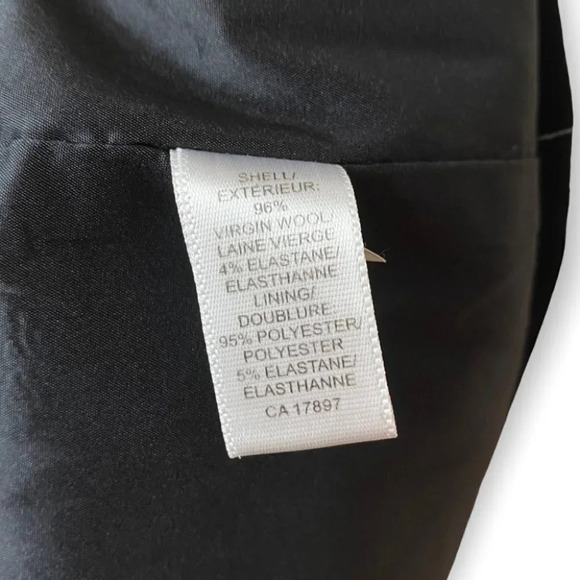 SHELL/
EXTÉRIEUR:
96%
VIRGIN WOOL/
LAINE VIERGE
4% ELASTANE/
ELASTHANNE
LINING/
DOUBLURE:
95% POLYESTER/
POLYESTER
5% ELASTANE/
ELASTHANNE
CA 17897